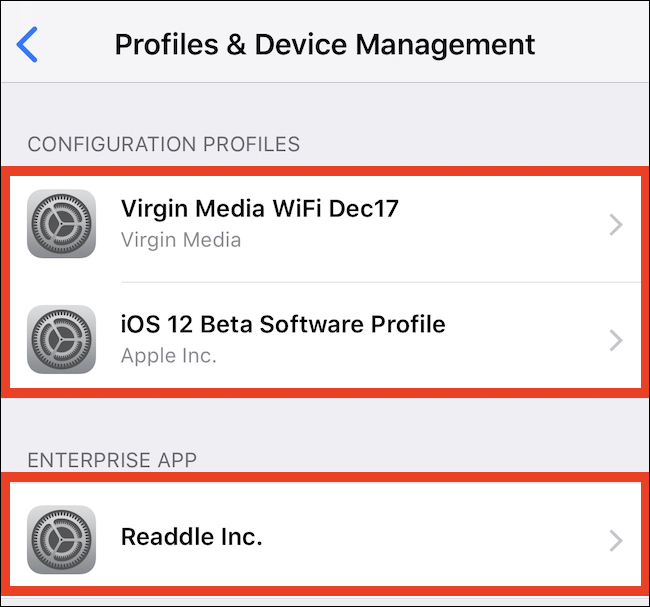 Profiles & Device Management
CONFIGURATION PROFILES
Virgin Media WiFi Dec17
Virgin Media
iOS 12 Beta Software Profile
Apple Inc.
ENTERPRISE APP
Readdle Inc.